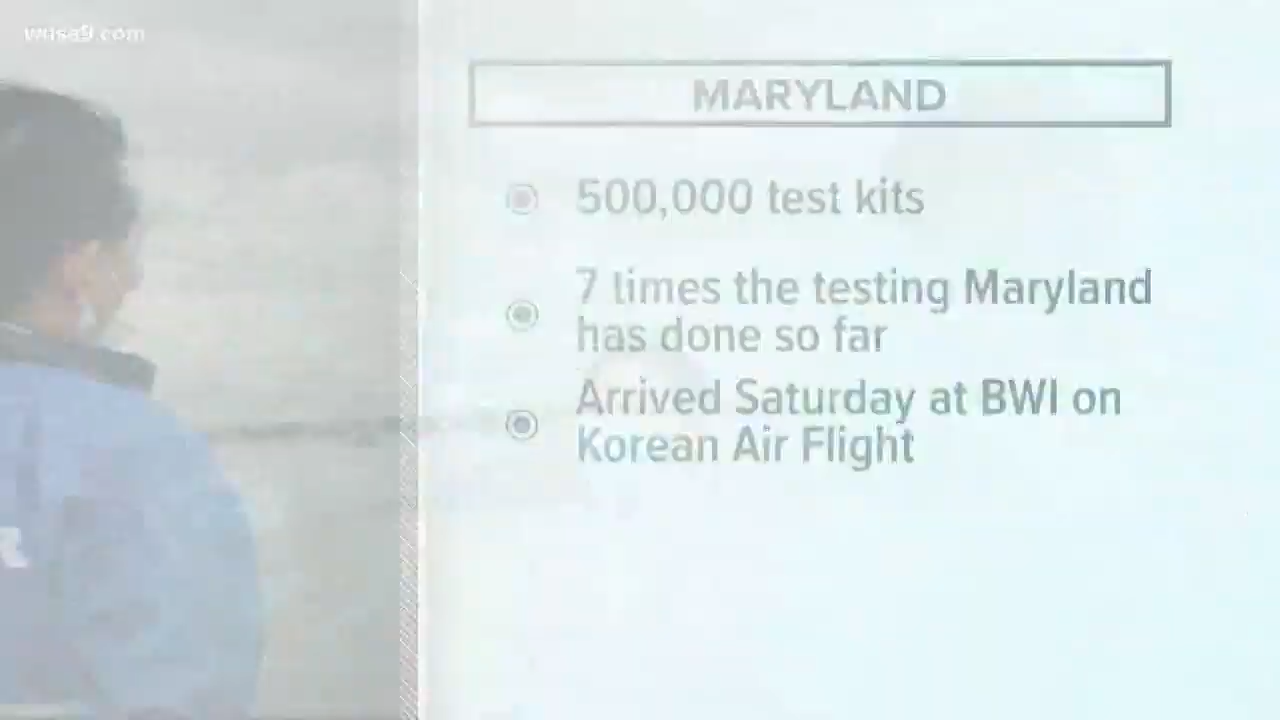 wusa9.com
MARYLAND
500,000 test kits
7 times the testing Maryland
has done so far
Arrived Saturday at BWI on
Korean Air Flight
R